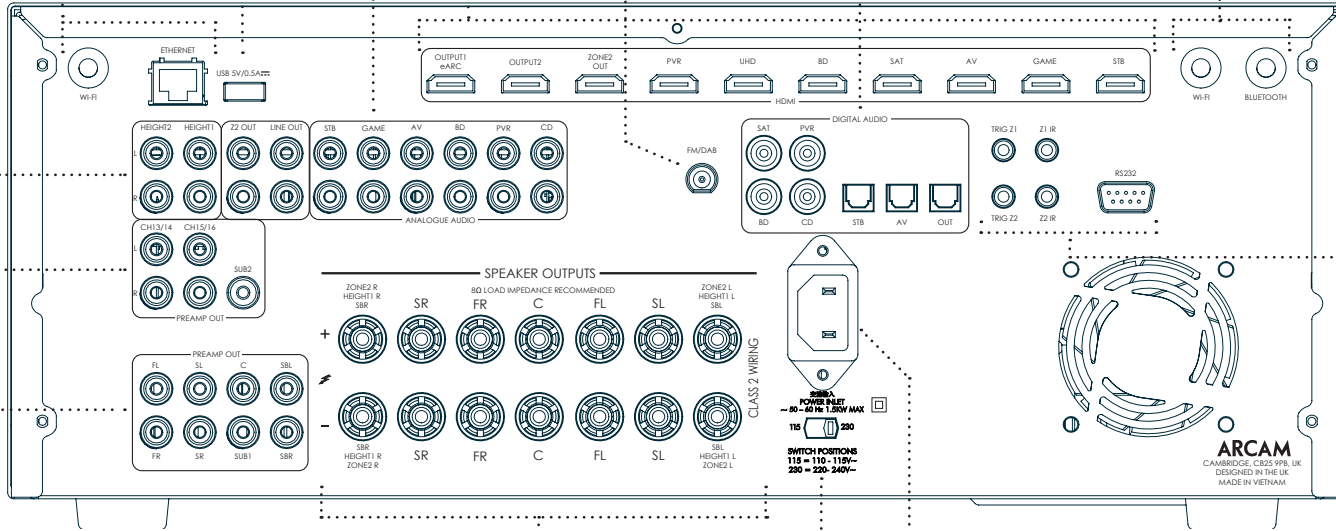 WI-FI
ETHERNET
USB 5V/0.5A
OUTPUT1
eARC
OUTPUT2
ZONE2
OUT
PVR
UHD
BD
SAT
AV
GAME
STB
HDMI
WI-FI
BLUETOOTH
HEIGHT2
HEIGHT1
L
R
Z2 OUT
LINE OUT
STB
GAME
AV
BD
PVR
CD
ANALOGUE AUDIO
FM/DAB
DIGITAL AUDIO
SAT
PVR
BD
CD
STB
AV
OUT
TRIG Z1
Z1 IR
TRIG Z2
Z2 IR
RS232
CH13/14
CH15/16
L
R
SUB2
PREAMP OUT
PREAMP OUT
FL
SL
C
SBL
FR
SR
SUB1
SBR
SPEAKER OUTPUTS
8Ω LOAD IMPEDANCE RECOMMENDED
ZONE2 R
HEIGHT1 R
SBR
SR
FR
C
FL
SL
ZONE2 L
HEIGHT1 L
SBL
+
−
SBR
HEIGHT1 R
ZONE2 R
SR
FR
C
FL
SL
SBL
HEIGHT1 L
ZONE2 L
CLASS 2 WIRING
POWER INLET
~ 50 – 60 Hz 1.5KW MAX
115
230
SWITCH POSITIONS
115 = 110 - 115V~
230 = 220- 240V~
ARCAM
CAMBRIDGE, CB25 9PB, UK
DESIGNED IN THE UK
MADE IN VIETNAM